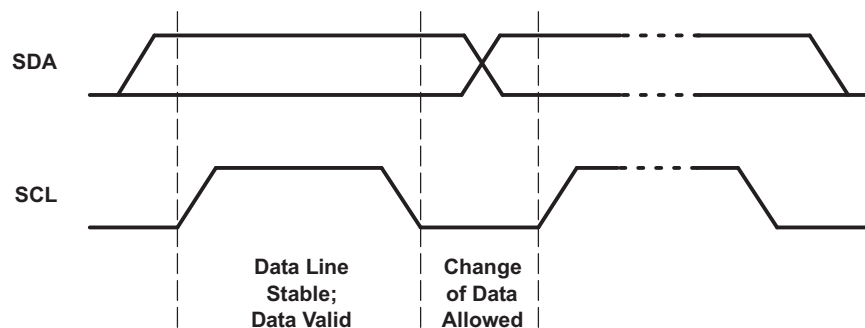 SDA
SCL
Data Line
Stable;
Data Valid
Change
of Data
Allowed